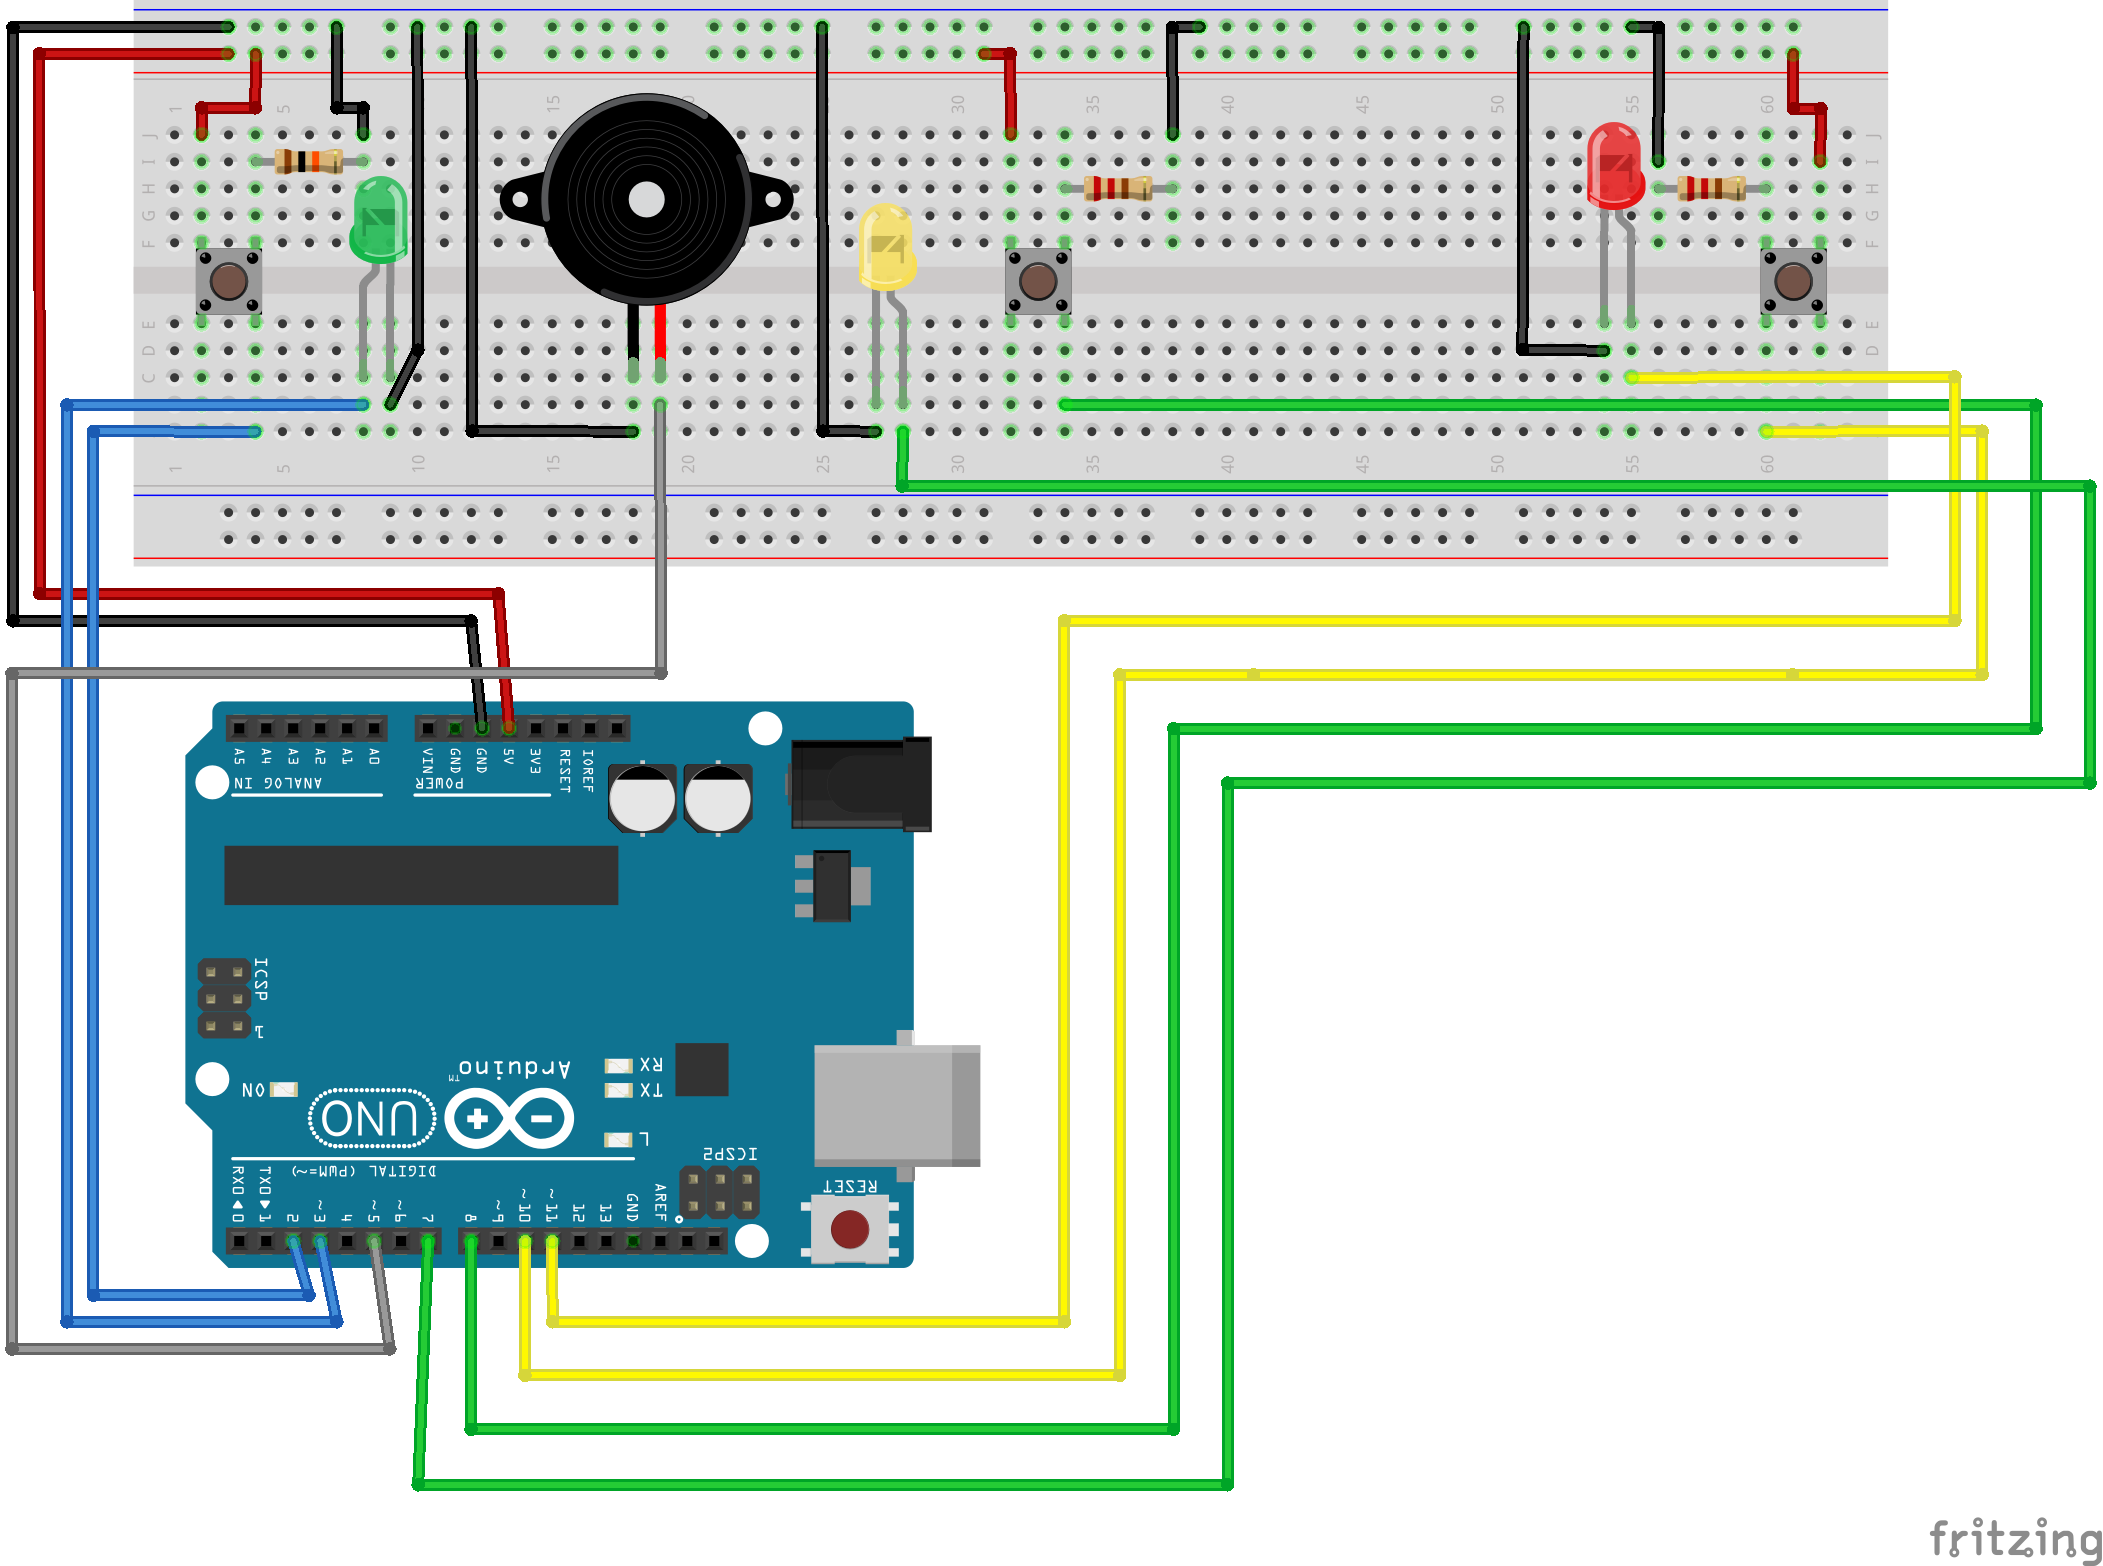 1 5 15 20 30 35 40 45 50 55 60
J J
I I
H H
G G
F F
E E
D D
C
1 5 10 15 20 25 30 35 40 45 50 55 60
A5 A4 A3 A2 A1 A0 VIN GND GND 5V 3V3 RESET IOREF
ANALOG IN POWER
ICSP
1
Arduino™
RX
ON TX
UNO
L
ICSP2
DIGITAL (PWM=~)
RESET
RX0◄0 TX0►1 2 ~3 4 ~5 ~6 7 8 ~9 ~10 ~11 12 13 GND AREF
fritzing